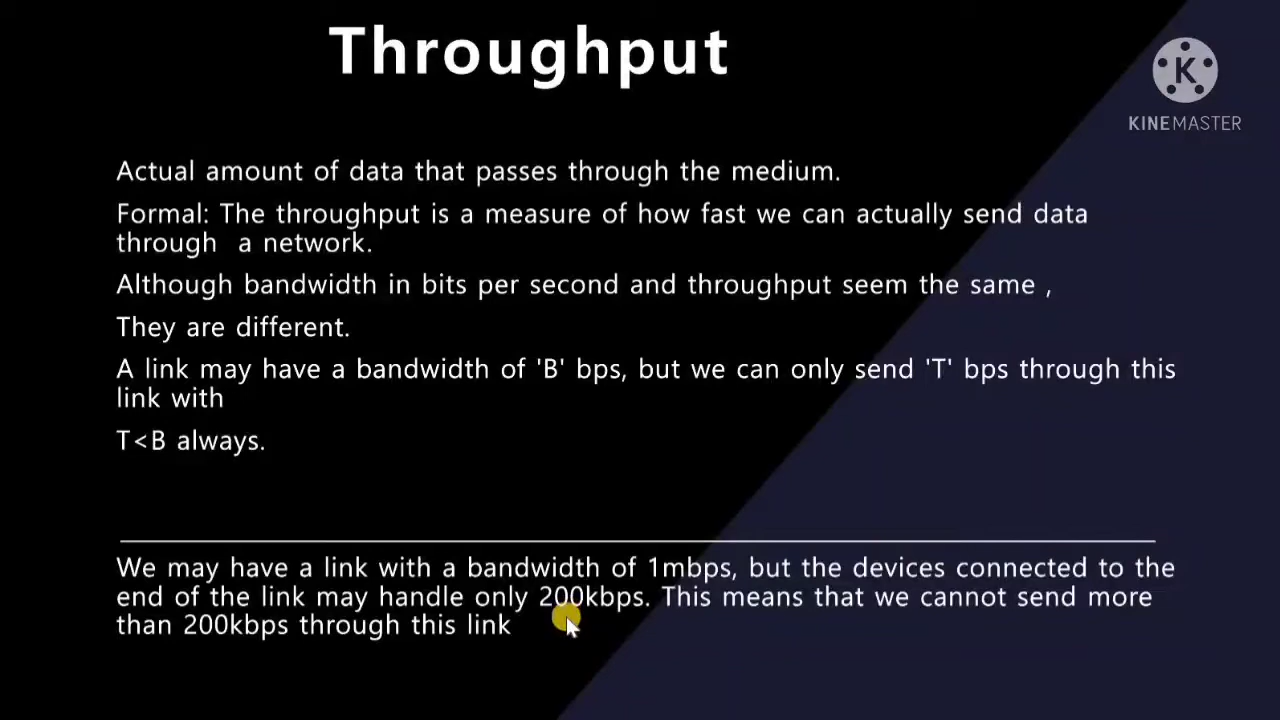 Throughput
K
KINEMASTER
Actual amount of data that passes through the medium.
Formal: The throughput is a measure of how fast we can actually send data
through  a network.
Although bandwidth in bits per second and throughput seem the same ,
They are different.
A link may have a bandwidth of 'B' bps, but we can only send 'T' bps through this
link with
T<B always.
We may have a link with a bandwidth of 1mbps, but the devices connected to the
end of the link may handle only 200kbps. This means that we cannot send more
than 200kbps through this link